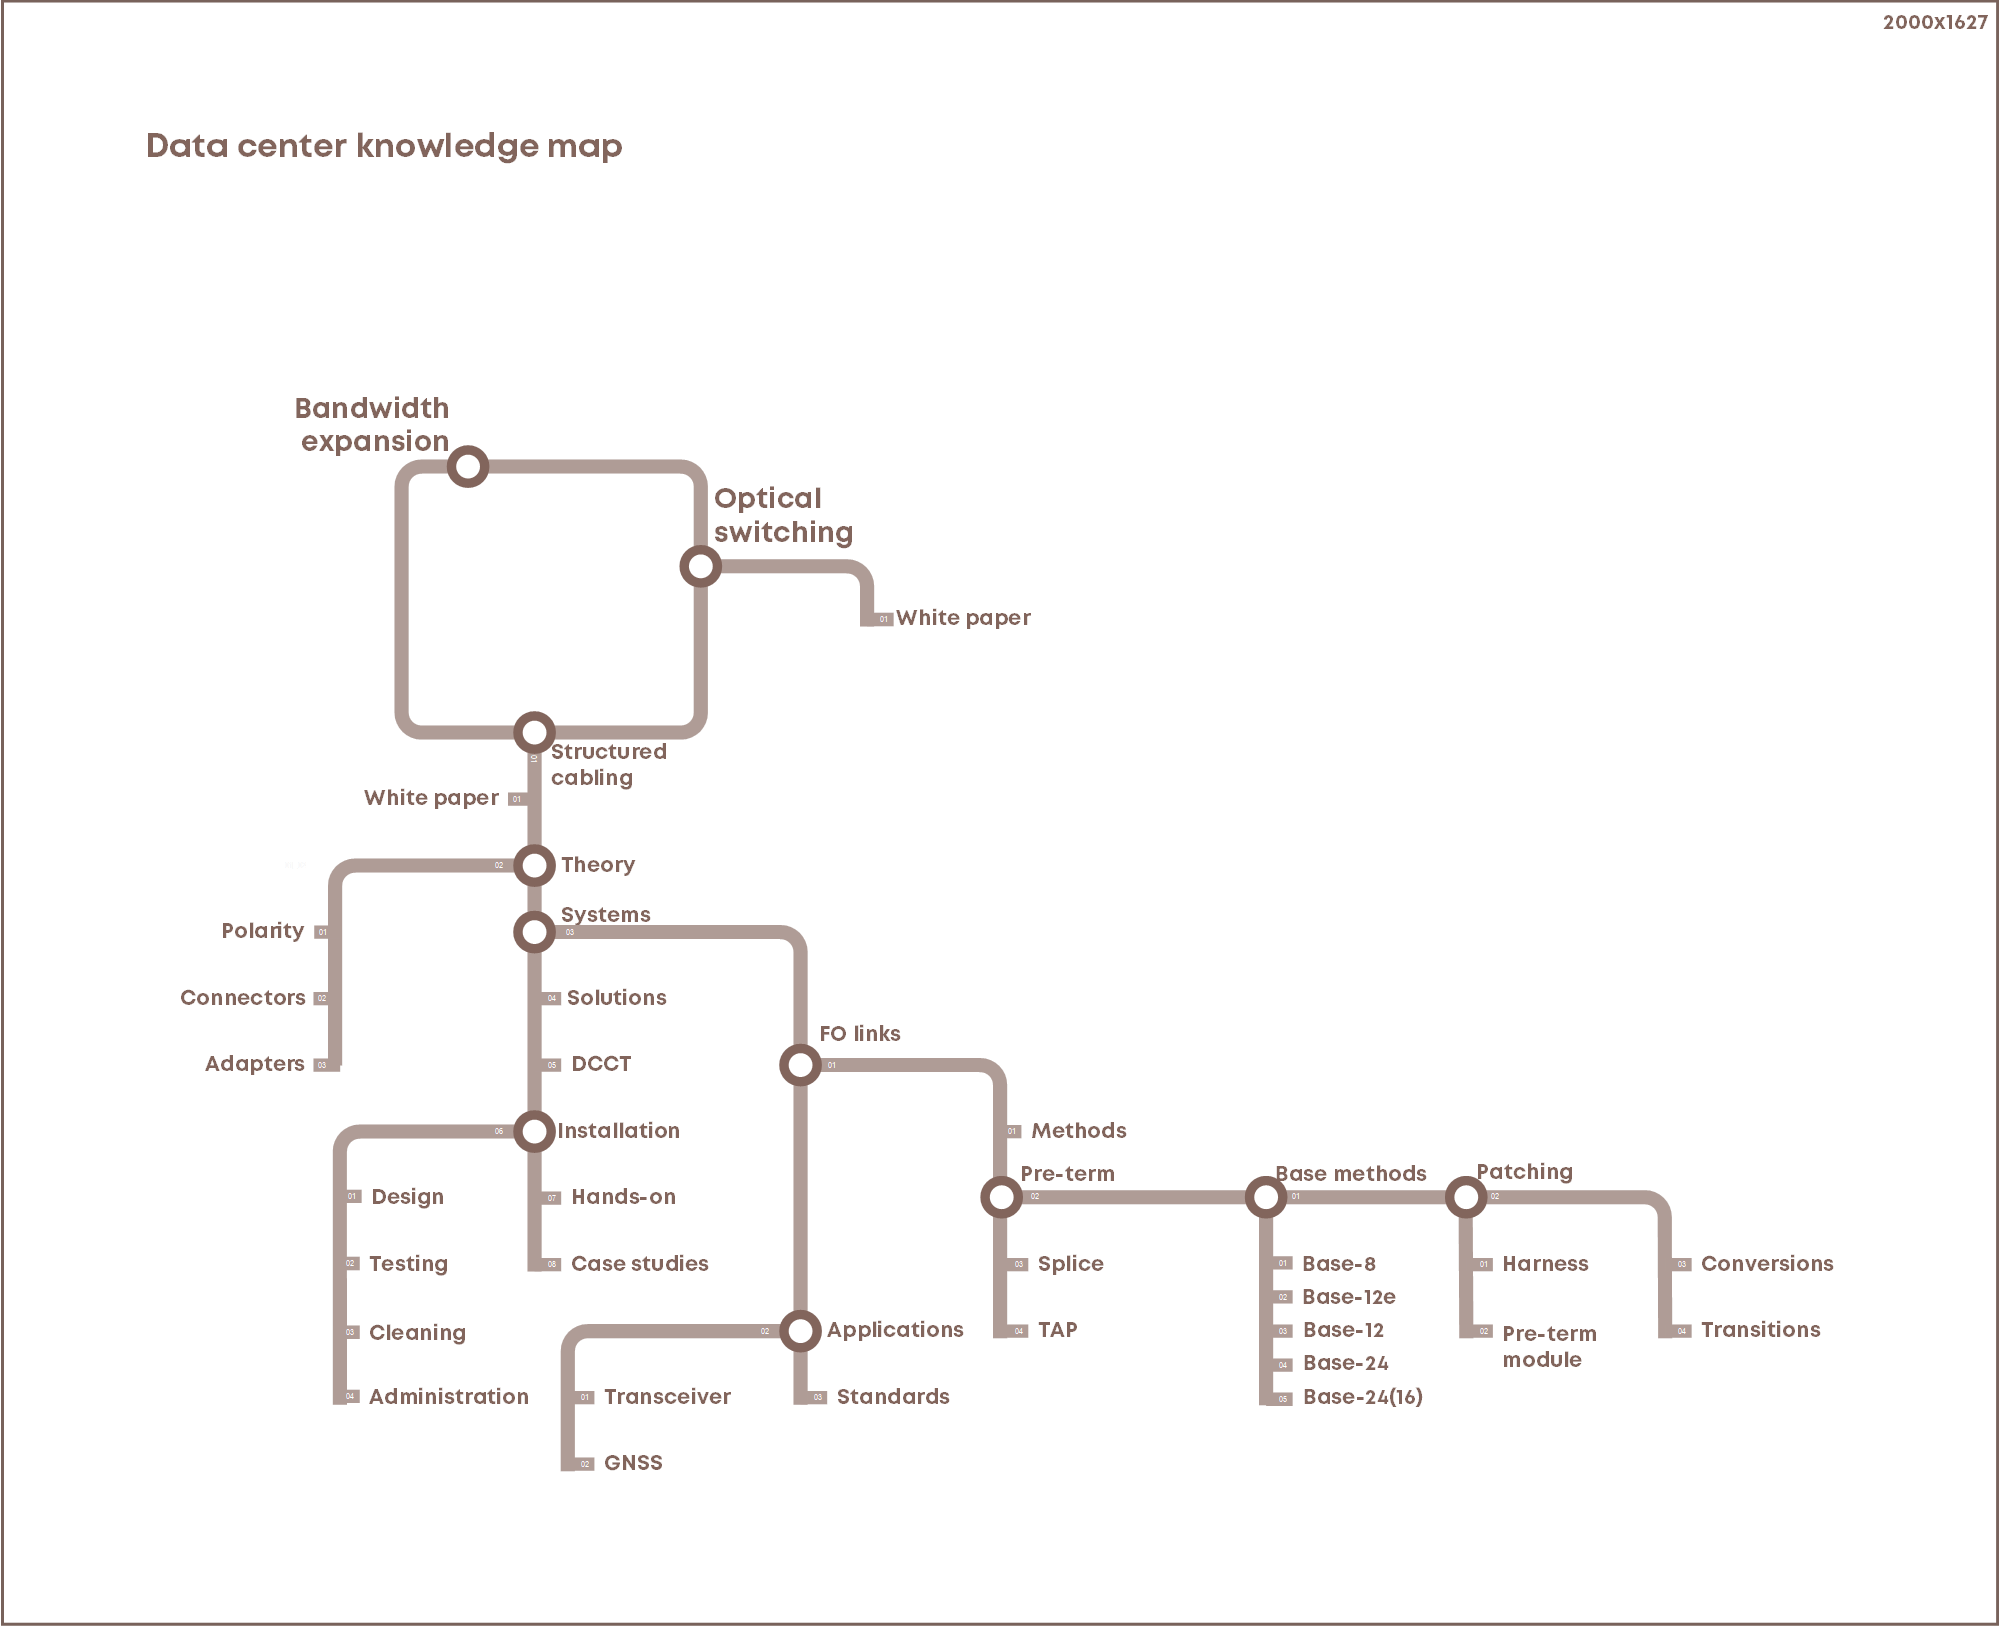 2000x1627
Data center knowledge map
Bandwidth
expansion
Optical
switching
01 White paper
Structured
cabling
01
White paper 01
02 Theory
Systems
03
Polarity 01
Connectors 02
Adapters 03
04 Solutions
05 DCCT
FO links
01
06 Installation
01 Design
02 Testing
03 Cleaning
04 Administration
07 Hands-on
08 Case studies
02 Applications
01 Transceiver
02 GNSS
03 Standards
01 Methods
Pre-term
02
03 Splice
04 TAP
Base methods
01
01 Base-8
02 Base-12e
03 Base-12
04 Base-24
05 Base-24(16)
Patching
02
01 Harness
02 Pre-term
module
03 Conversions
04 Transitions